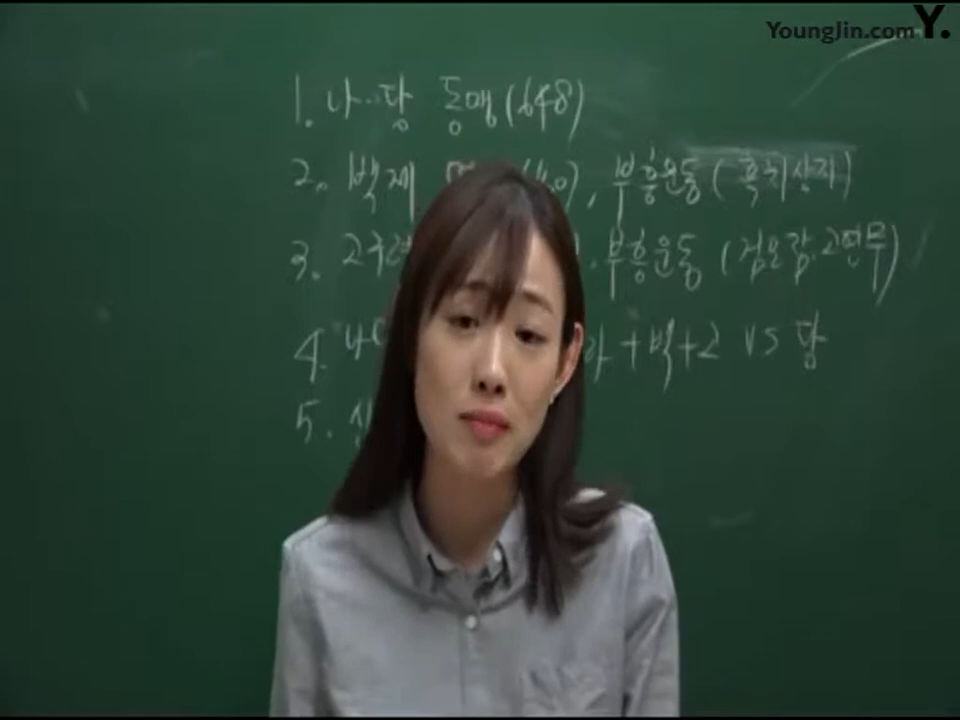 YoungJin.com Y.
1. 나·당 동맹(648)
2. 백제 , 부흥운동(흑치상지)
3. 고구려 . 부흥운동 (검모잠.고연무)
4. 나 +백+고 VS 당
5.